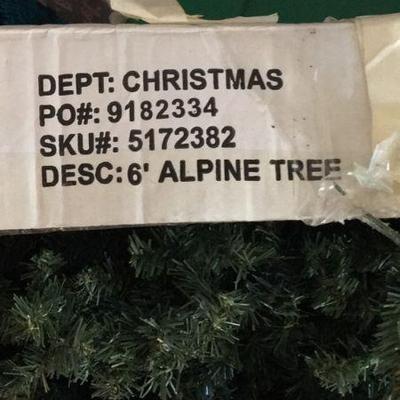 DEPT: CHRISTMAS
PO#: 9182334
SKU#: 5172382
DESC: 6' ALPINE TREE